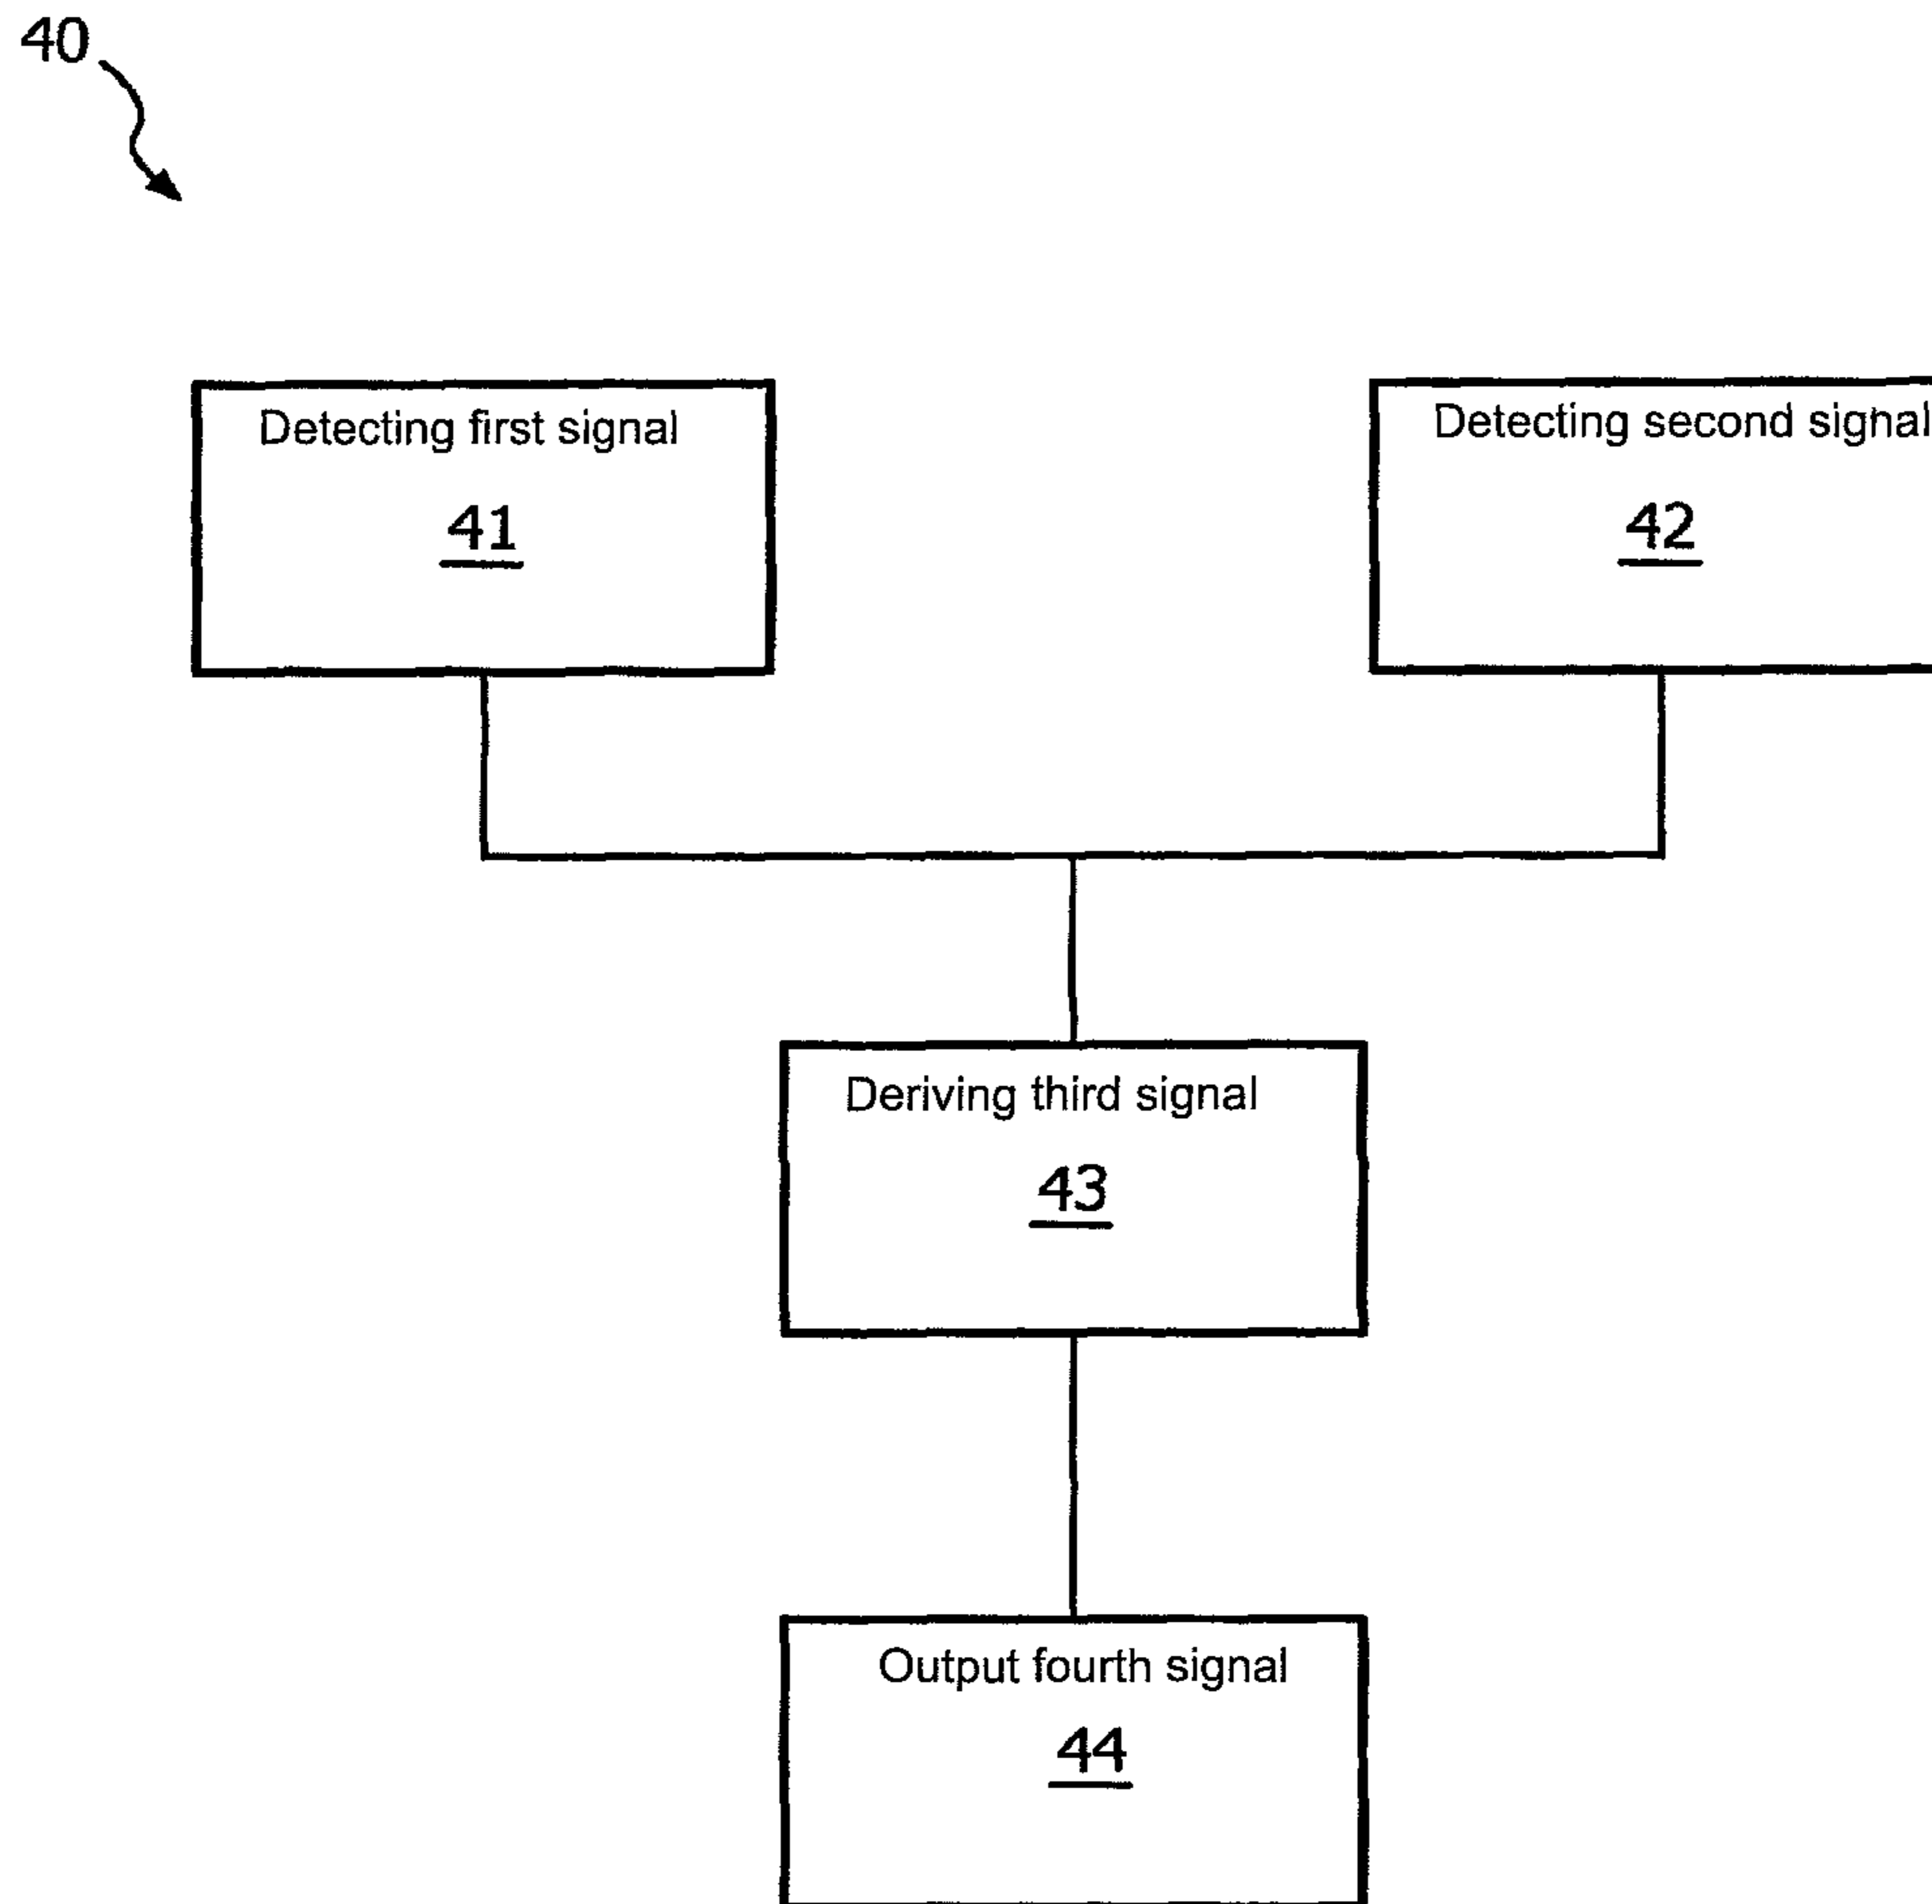 40
Detecting first signal
41
Detecting second signal
42
Deriving third signal
43
Output fourth signal
44